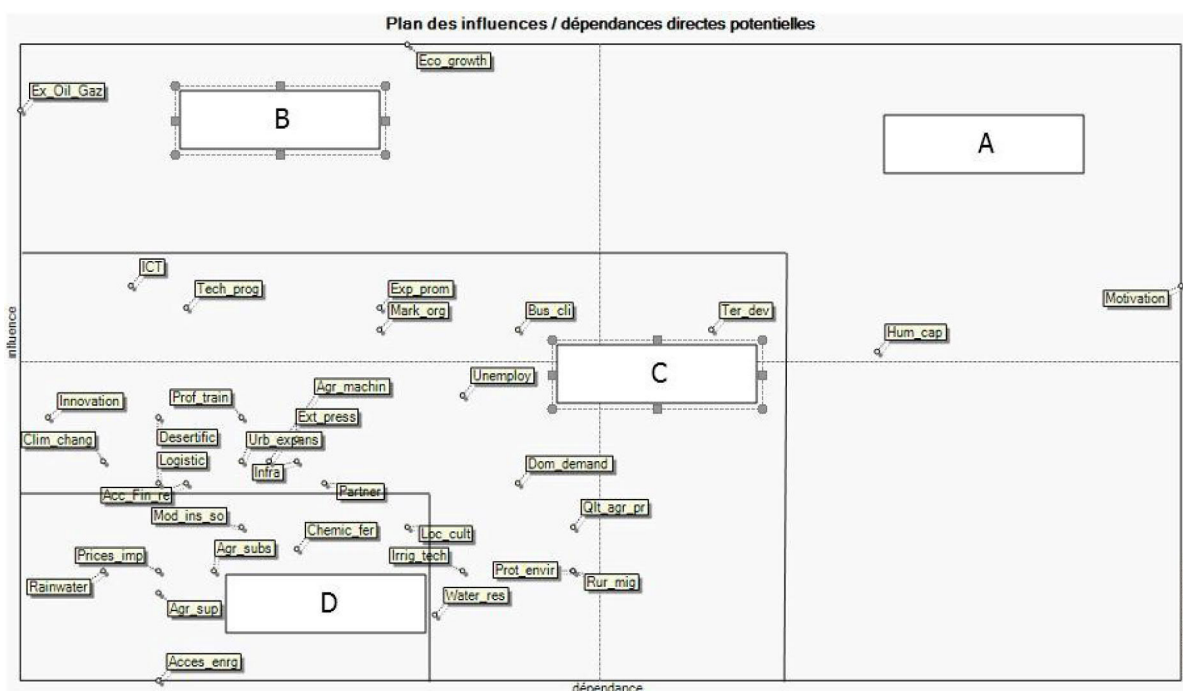 Plan des influences / dépendances directes potentielles
Eco_growth
Ex_Oil_Gaz
B
A
ICT
Tech_prog
Exp_prom
Motivation
Mark_org
Bus_cli
Ter_dev
Hum_cap
influence
C
Unemploy
Agr_machin
Innovation
Prof_train
Ext_press
Clim_chang
Desertific
Urb_expans
Logistic
Infra
Dom_demand
Acc_Fin_re
Partner
Mod_ins_so
Qlt_agr_pr
Chemic_fer
Loc_cult
Prices_imp
Agr_subs
Irrig_tech
Prot_envir
Rainwater
Rur_mig
Water_res
Agr_sup
D
Acces_enrg
dépendance